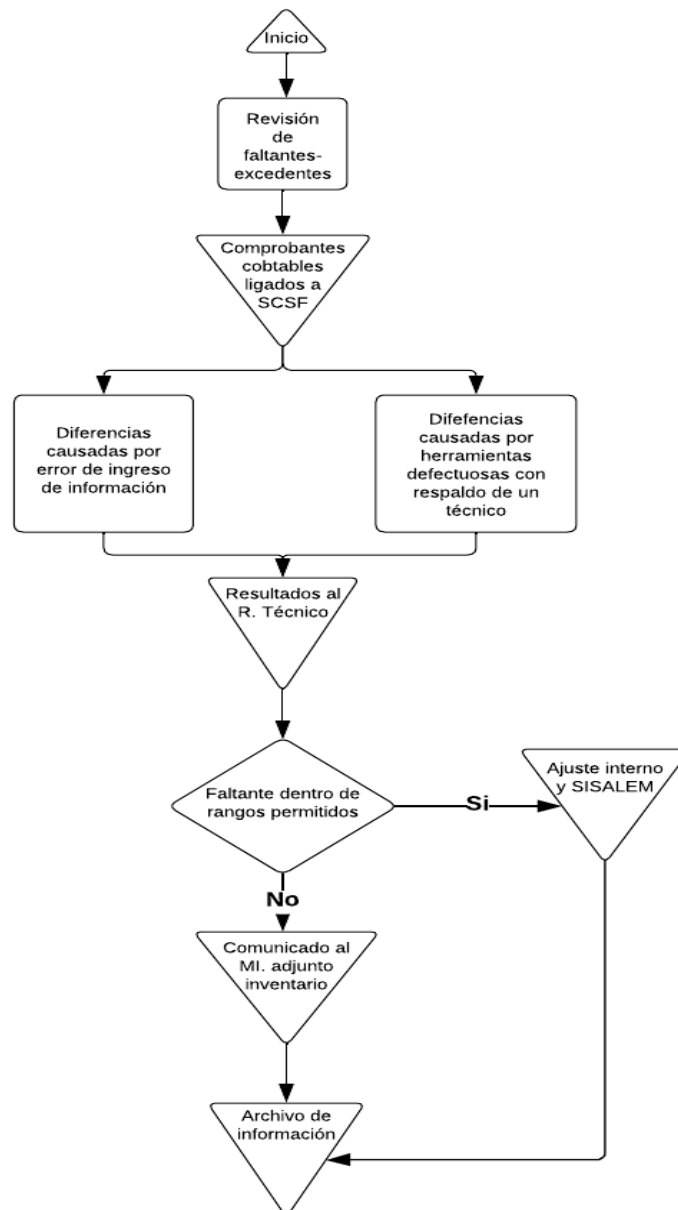 Inicio
Revisión
de
faltantes-
excedentes
Comprobantes
cobtables
ligados a
SCSF
Diferencias
causadas por
error de ingreso
de información
Difefencias
causadas por
herramientas
defectuosas con
respaldo de un
técnico
Resultados al
R. Técnico
Faltante dentro de
rangos permitidos
Si
Ajuste interno
y SISALEM
No
Comunicado al
MI. adjunto
inventario
Archivo de
información